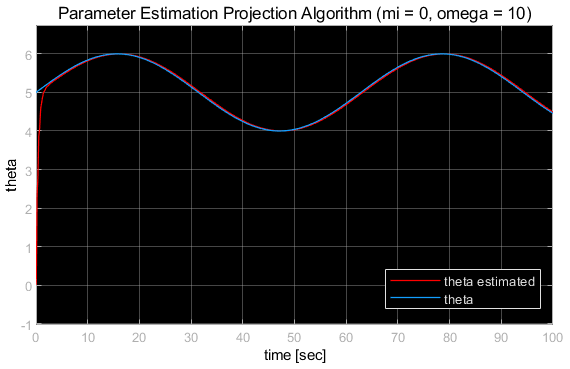 Parameter Estimation Projection Algorithm (mi = 0, omega = 10)
6
5
4
3
2
1
0
-1
theta
theta estimated
theta
0 10 20 30 40 50 60 70 80 90 100
time [sec]